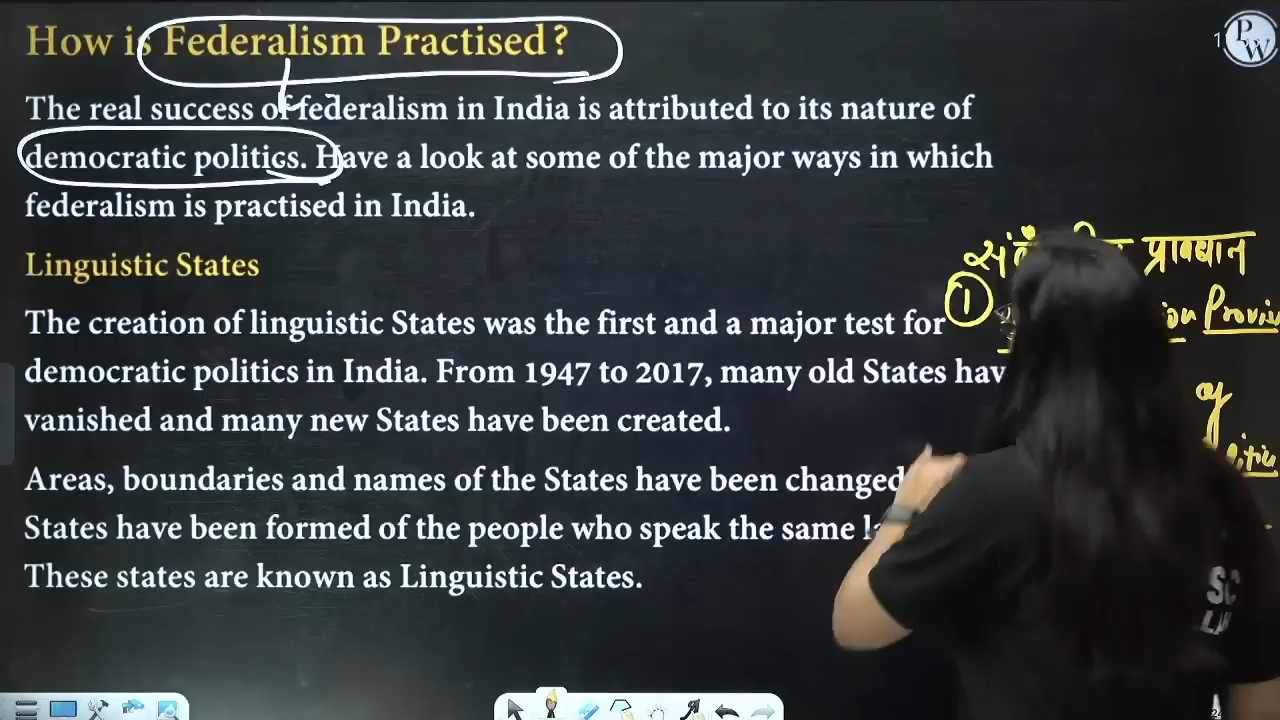 How is Federalism Practised?
The real success of federalism in India is attributed to its nature of
democratic politics. Have a look at some of the major ways in which
federalism is practised in India.
Linguistic States
The creation of linguistic States was the first and a major test for
democratic politics in India. From 1947 to 2017, many old States hav
vanished and many new States have been created.
Areas, boundaries and names of the States have been changed
States have been formed of the people who speak the same
These states are known as Linguistic States.
प्रावधान
①
of
PW